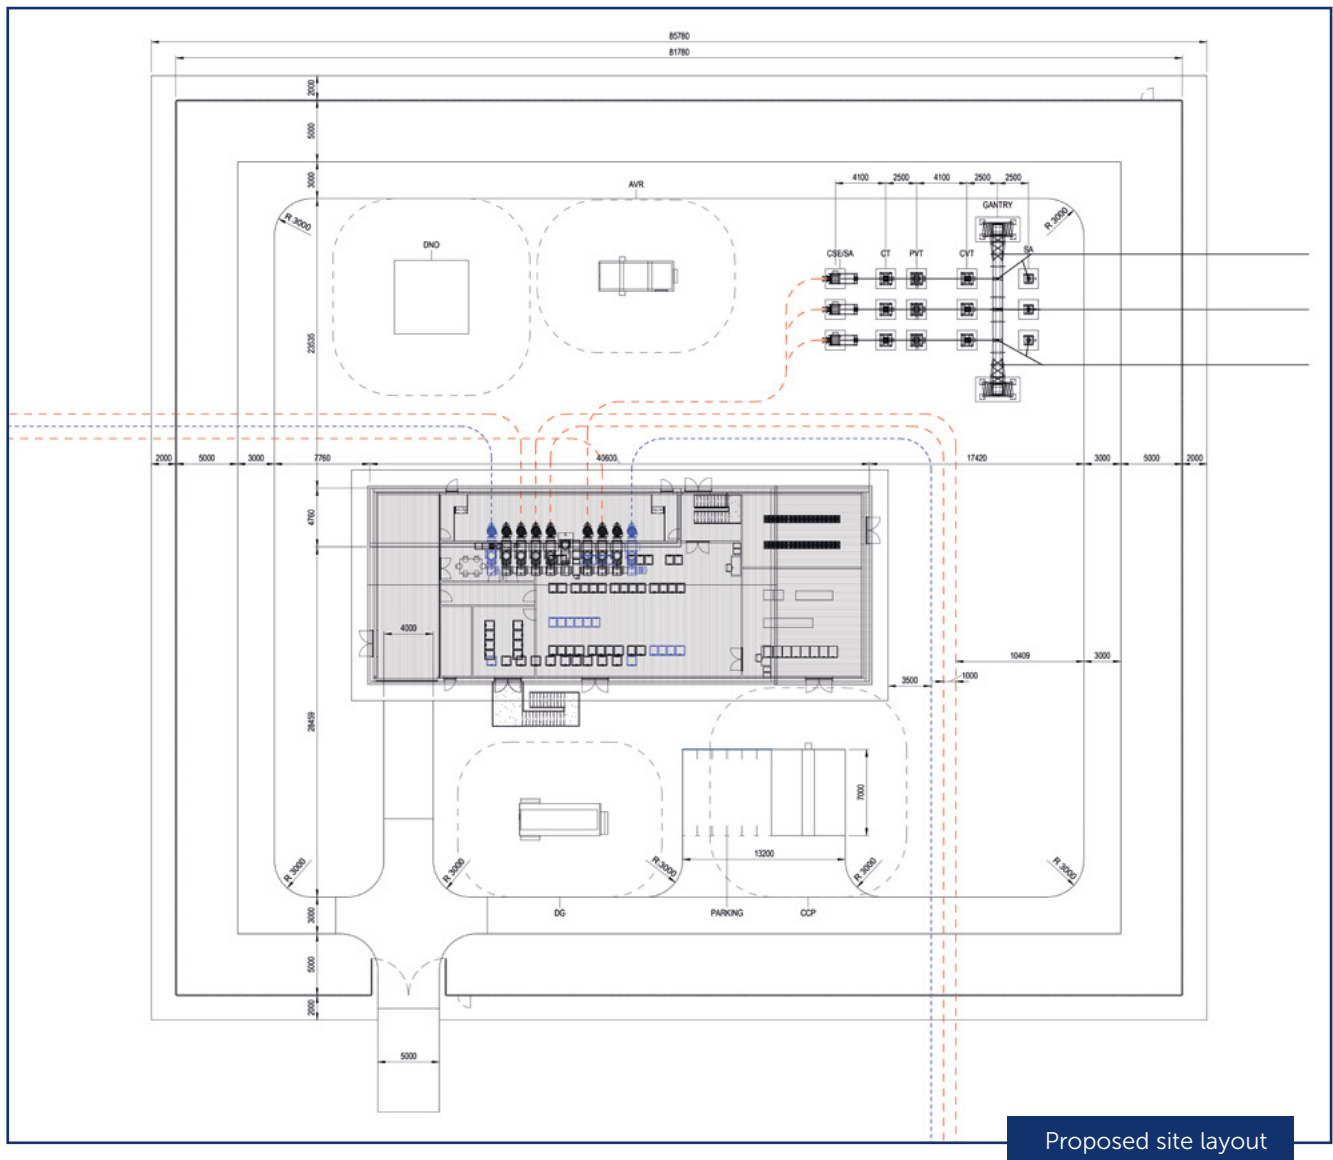 85780
81780
2000
5000
3000
4100 2500 4100 2500 2500
AVR
GANTRY
R 3000
R 3000
DNO
CSE/SA CT PVT CVT SA
23535
2000 5000 3000 7760 40600 17420 3000 5000 2000
4760
4000
10409 3000
3500 1000
28459
7000
13200
R 3000
R 3000
R 3000
R 3000
R 3000
DG PARKING CCP
3000
5000
2000
5000
Proposed site layout